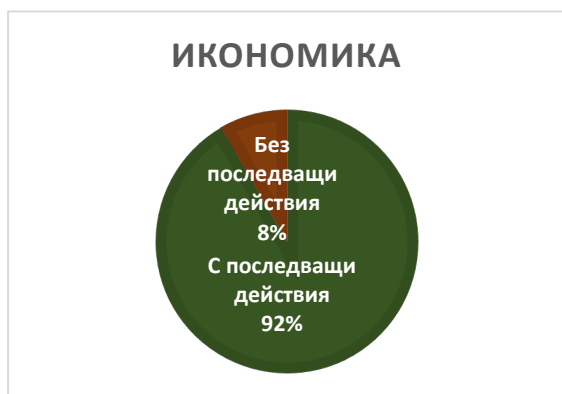 ИКОНОМИКА
Без
последващи
действия
8%
С последващи
действия
92%